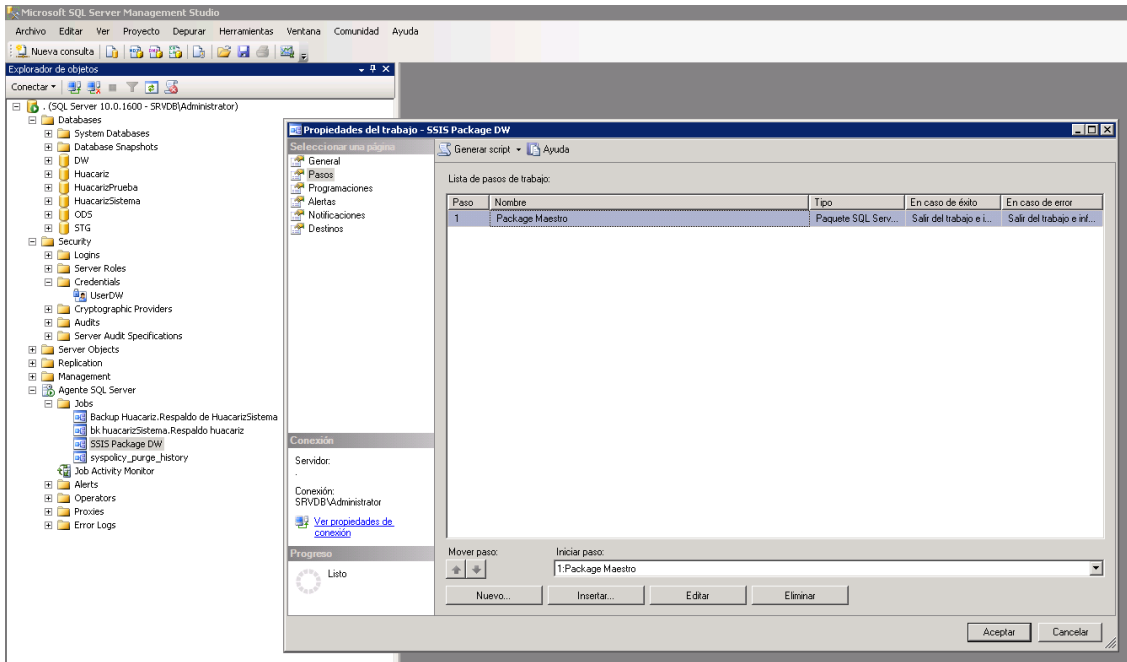 Microsoft SQL Server Management Studio
Archivo Editar Ver Proyecto Depurar Herramientas Ventana Comunidad Ayuda
Nueva consulta
Explorador de objetos
Conectar
. (SQL Server 10.0.1600 - SRVDB\Administrator)
Databases
System Databases
Database Snapshots
DW
Huacariz
HuacarizPrueba
HuacarizSistema
ODS
STG
Security
Logins
Server Roles
Credentials
UserDW
Cryptographic Providers
Audits
Server Audit Specifications
Server Objects
Replication
Management
Agente SQL Server
Jobs
Backup Huacariz.Respaldo de HuacarizSistema
bk huacarizSistema.Respaldo huacariz
SSIS Package DW
syspolicy_purge_history
Job Activity Monitor
Alerts
Operators
Proxies
Error Logs
Propiedades del trabajo - SSIS Package DW
Seleccionar una página
General
Pasos
Programaciones
Alertas
Notificaciones
Destinos
Conexión
Servidor:
.
Conexión:
SRVDB\Administrator
Ver propiedades de
conexión
Progreso
Listo
Generar script Ayuda
Lista de pasos de trabajo:
Paso Nombre Tipo En caso de éxito En caso de error
1 Package Maestro Paquete SQL Serv... Salir del trabajo e i... Salir del trabajo e inf...
Mover paso: Iniciar paso:
1:Package Maestro
Nuevo... Insertar... Editar Eliminar
Aceptar Cancelar